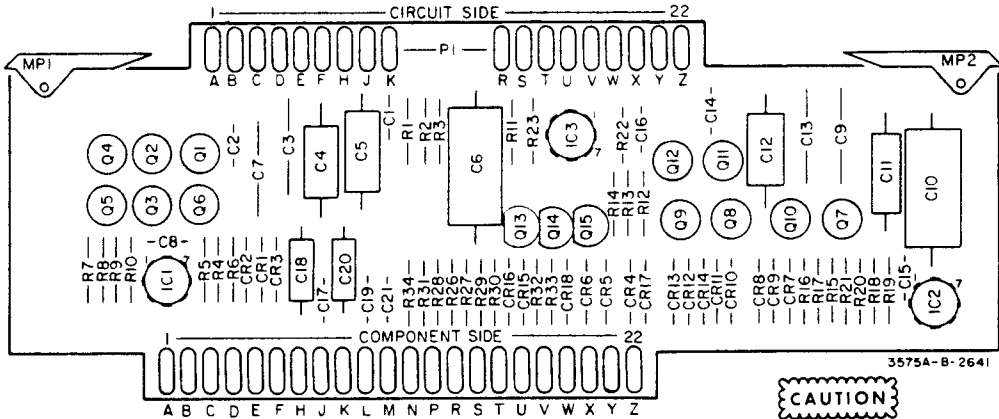 1 CIRCUIT SIDE 22
MP1 P1 MP2
A B C D E F H J K R S T U V W X Y Z
Q4 Q2 Q1 C2 C7 C3 C4 C5 C1 R1 R2 R3 C6 R11 R23 IC3 7 R22 C16 Q12 C14 Q11 C12 C13 C9 C11 C10
Q5 Q3 Q6 Q13 Q14 Q15 R14 R13 R12 Q9 Q8 Q10 Q7
R7 R8 R9 R10 C8 IC1 7 R5 R4 R6 CR2 CR1 CR3 C18 C17 C20 C19 C21 R34 R31 R28 R26 R27 R29 R30 CR16 CR15 R32 R33 CR18 CR6 CR5 CR4 CR17 CR13 CR12 CR14 CR11 CR10 CR8 CR9 CR7 R16 R17 R15 R21 R20 R18 R19 C15 IC2 7
1 COMPONENT SIDE 22
3575A-B-2641
A B C D E F H J K L M N P R S T U V W X Y Z
CAUTION